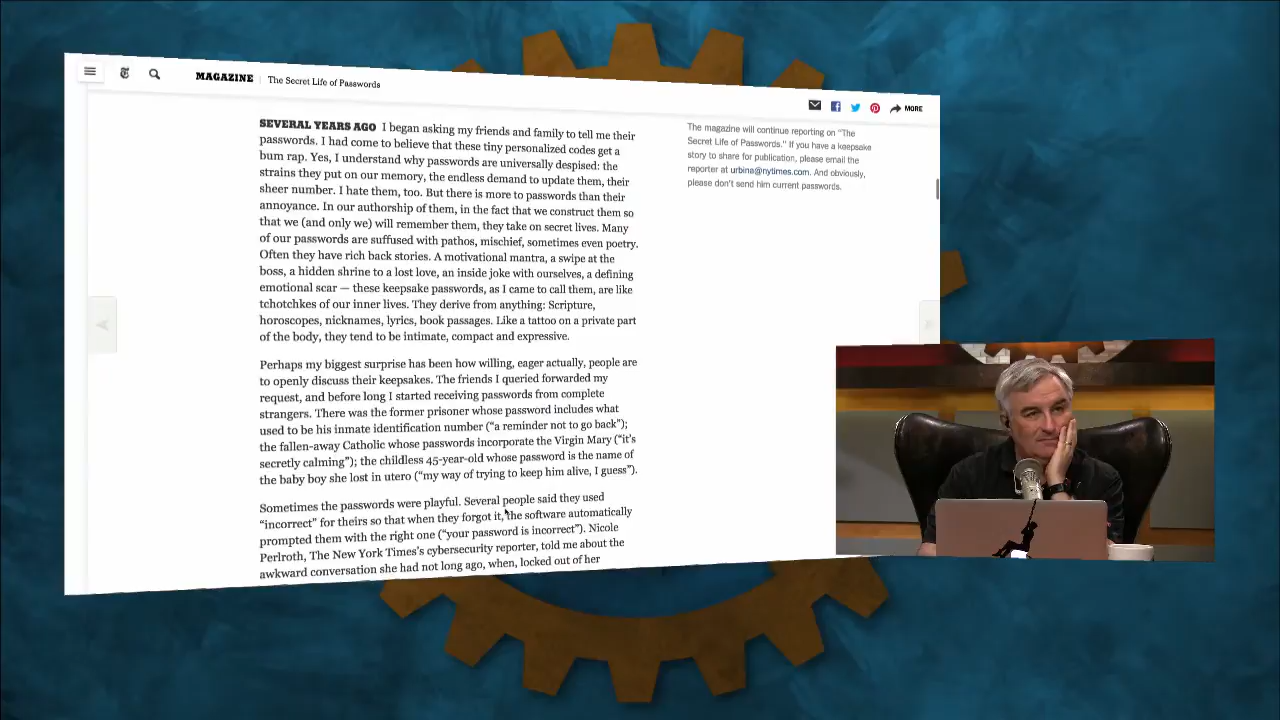 MAGAZINE | The Secret Life of Passwords
MORE
SEVERAL YEARS AGO I began asking my friends and family to tell me their
passwords. I had come to believe that these tiny personalized codes get a
bum rap. Yes, I understand why passwords are universally despised: the
strains they put on our memory, the endless demand to update them, their
sheer number. I hate them, too. But there is more to passwords than their
annoyance. In our authorship of them, in the fact that we construct them so
that we (and only we) will remember them, they take on secret lives. Many
of our passwords are suffused with pathos, mischief, sometimes even poetry.
Often they have rich back stories. A motivational mantra, a swipe at the
boss, a hidden shrine to a lost love, an inside joke with ourselves, a defining
emotional scar — these keepsake passwords, as I came to call them, are like
tchotchkes of our inner lives. They derive from anything: Scripture,
horoscopes, nicknames, lyrics, book passages. Like a tattoo on a private part
of the body, they tend to be intimate, compact and expressive.
Perhaps my biggest surprise has been how willing, eager actually, people are
to openly discuss their keepsakes. The friends I queried forwarded my
request, and before long I started receiving passwords from complete
strangers. There was the former prisoner whose password includes what
used to be his inmate identification number (“a reminder not to go back”);
the fallen-away Catholic whose passwords incorporate the Virgin Mary (“it’s
secretly calming”); the childless 45-year-old whose password is the name of
the baby boy she lost in utero (“my way of trying to keep him alive, I guess”).
Sometimes the passwords were playful. Several people said they used
“incorrect” for theirs so that when they forgot it, the software automatically
prompted them with the right one (“your password is incorrect”). Nicole
Perlroth, The New York Times’s cybersecurity reporter, told me about the
awkward conversation she had not long ago, when, locked out of her
The magazine will continue reporting on “The
Secret Life of Passwords.” If you have a keepsake
story to share for publication, please email the
reporter at urbina@nytimes.com. And obviously,
please don’t send him current passwords.